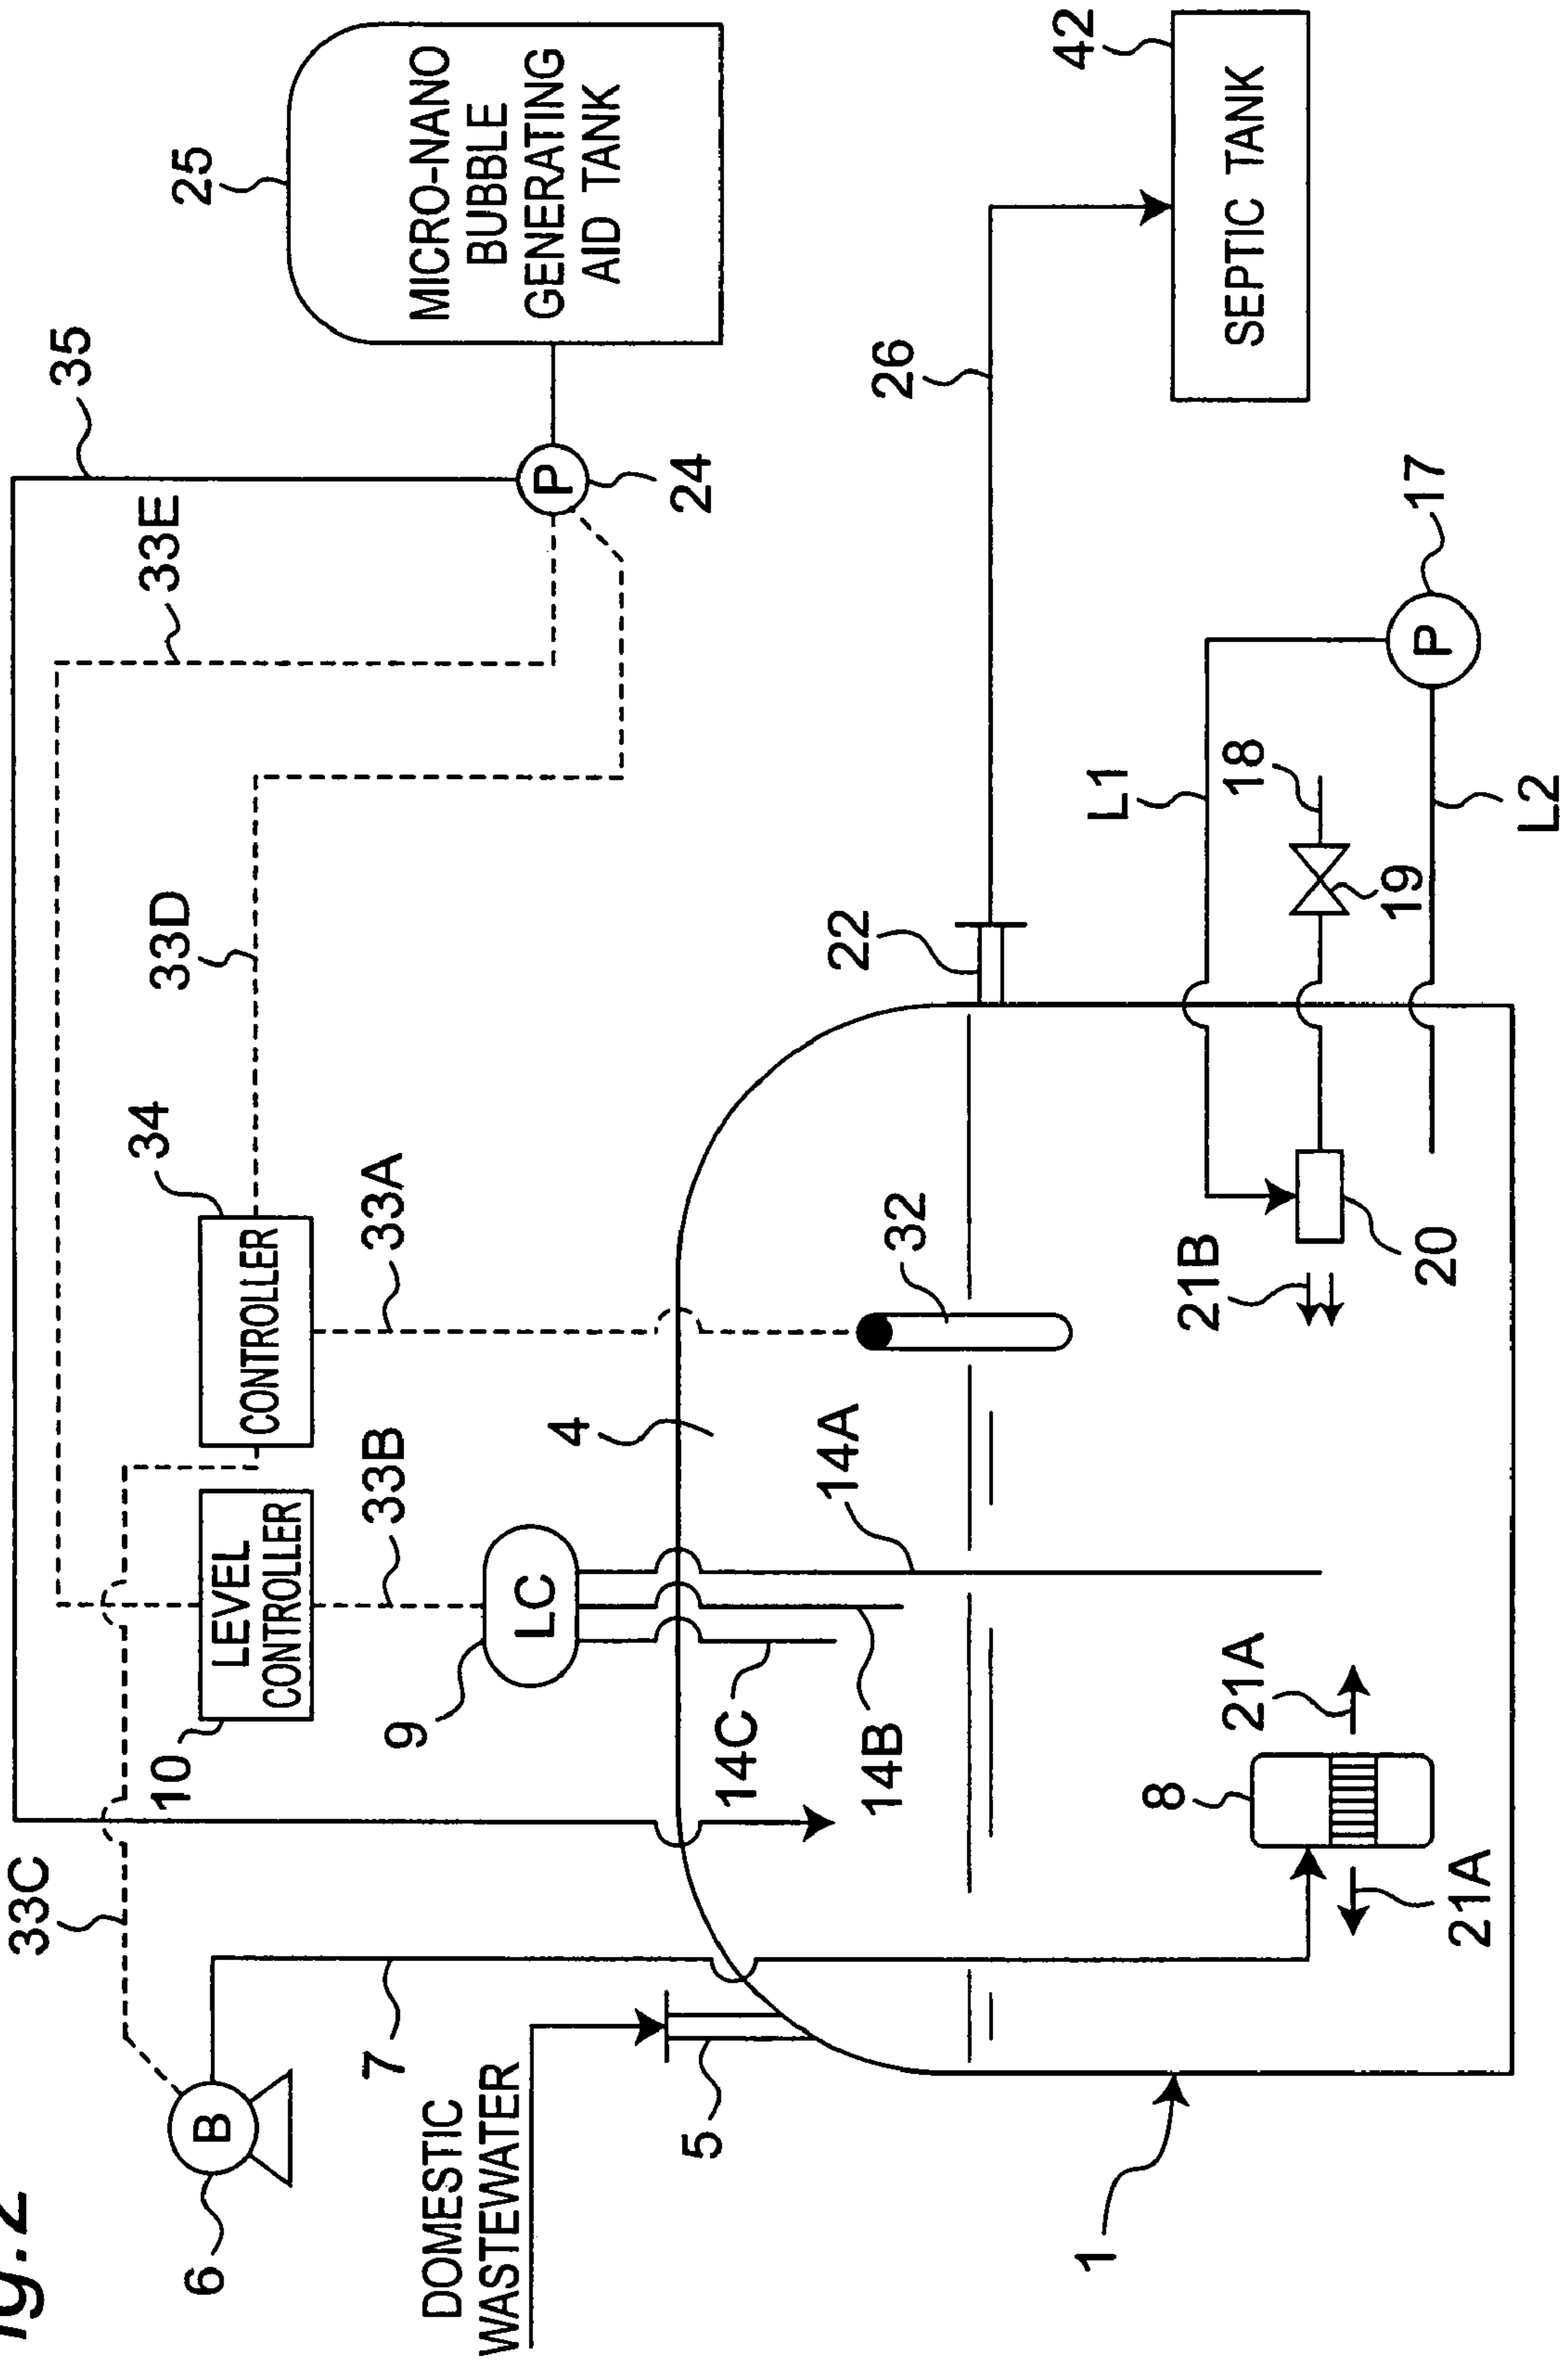 ig.2
33C
35
33E
33D
34
10
LEVEL
CONTROLLER
CONTROLLER
25
MICRO-NANO
BUBBLE
GENERATING
AID TANK
6
B
7
33B
33A
P
24
9
LC
DOMESTIC
WASTEWATER
5
4
14C
14B
14A
32
22
26
42
SEPTIC TANK
1
8
21A
21A
21B
20
L1
18
19
L2
P
17